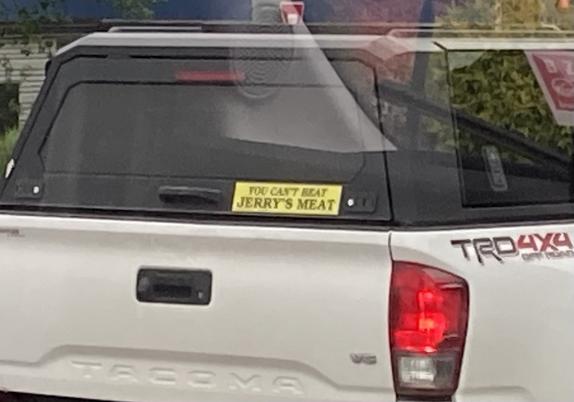 YOU CAN'T BEAT
JERRY'S MEAT
TRD4X4
OFF ROAD
V6
TACOMA